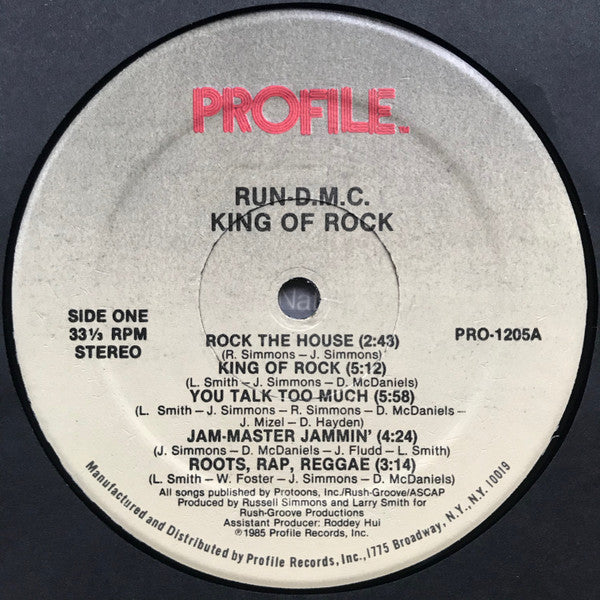 PROFILE™
RUN-D.M.C.
KING OF ROCK
SIDE ONE
33⅓ RPM
STEREO
PRO-1205A
ROCK THE HOUSE (2:43)
(R. Simmons – J. Simmons)
KING OF ROCK (5:12)
(L. Smith – J. Simmons – D. McDaniels)
YOU TALK TOO MUCH (5:58)
(L. Smith – J. Simmons – R. Simmons – D. McDaniels –
J. Mizel – D. Hayden)
JAM-MASTER JAMMIN' (4:24)
(J. Simmons – D. McDaniels – J. Fludd – L. Smith)
ROOTS, RAP, REGGAE (3:14)
(L. Smith – W. Foster – J. Simmons – D. McDaniels)
All songs published by Protoons, Inc./Rush-Groove/ASCAP
Produced by Russell Simmons and Larry Smith for
Rush-Groove Productions
Assistant Producer: Roddey Hui
℗1985 Profile Records, Inc.
Manufactured and Distributed by Profile Records, Inc., 1775 Broadway, N.Y., N.Y. 10019